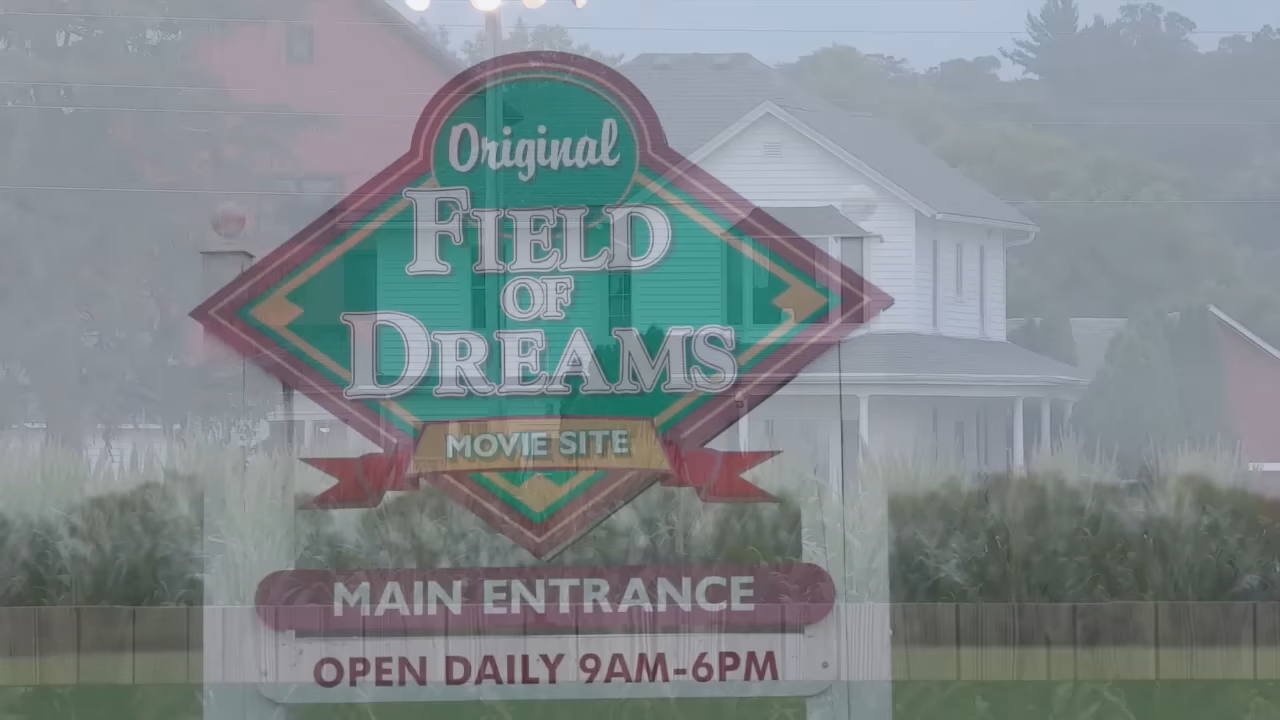 Original
FIELD
OF
DREAMS
MOVIE SITE
MAIN ENTRANCE
OPEN DAILY 9AM-6PM